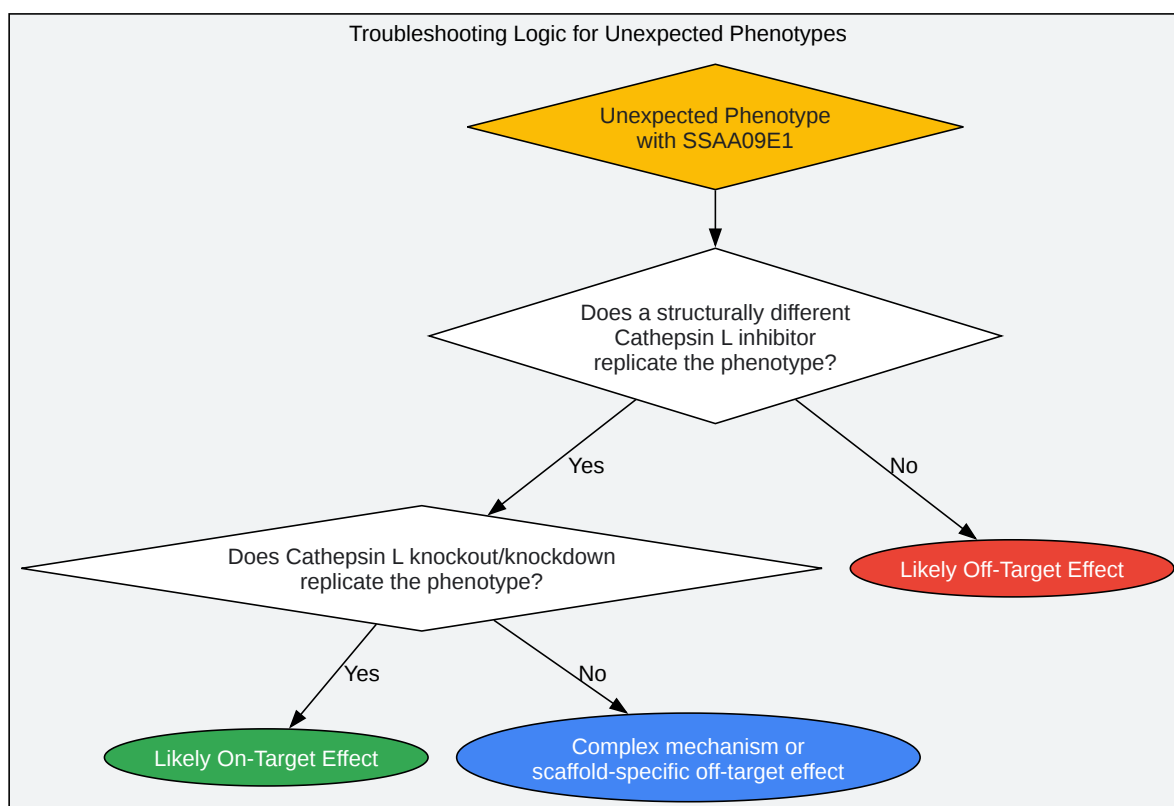 Troubleshooting Logic for Unexpected Phenotypes
Unexpected Phenotype
with SSAA09E1
Does a structurally different
Cathepsin L inhibitor
replicate the phenotype?
Yes
No
Does Cathepsin L knockout/knockdown
replicate the phenotype?
Likely Off-Target Effect
Yes
No
Likely On-Target Effect
Complex mechanism or
scaffold-specific off-target effect